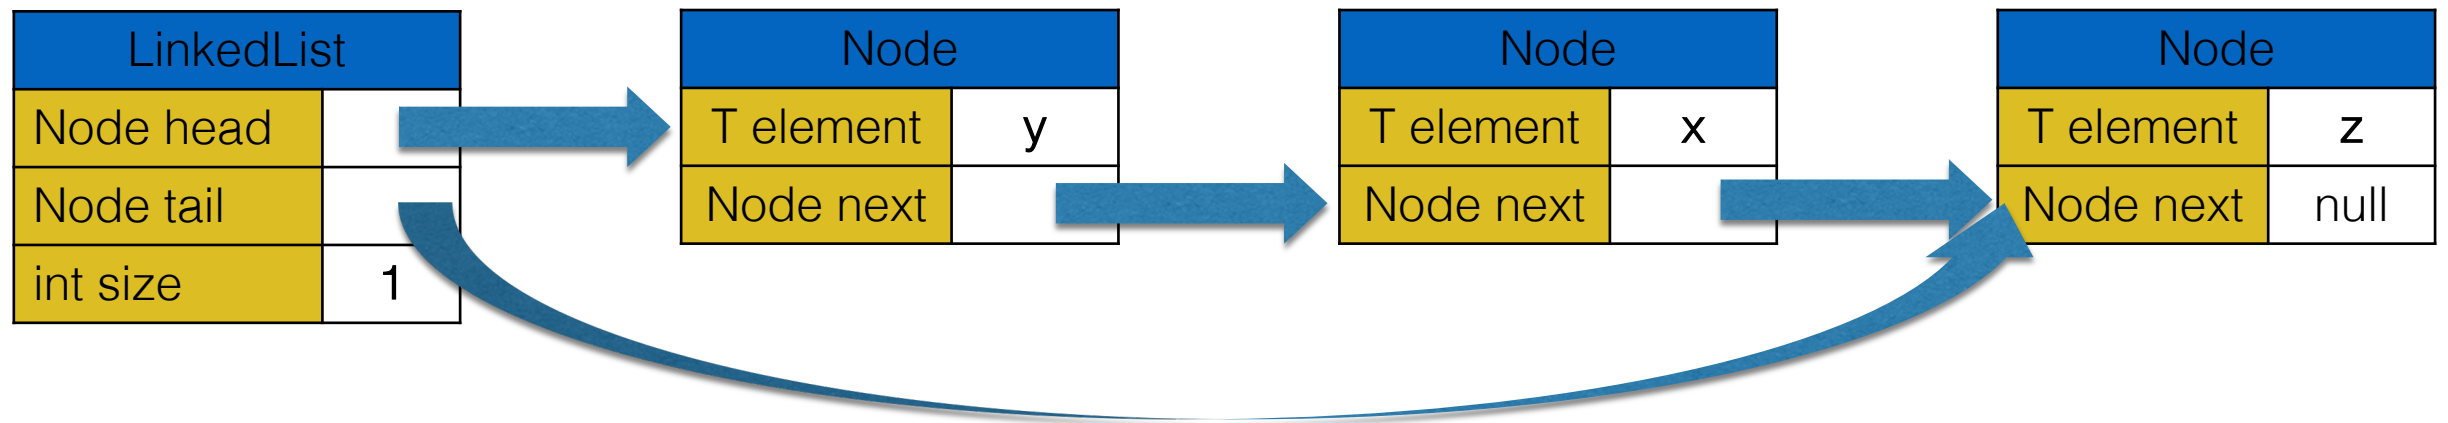 LinkedList
Node head
Node tail
int size 1
Node
T element y
Node next
Node
T element x
Node next
Node
T element z
Node next null